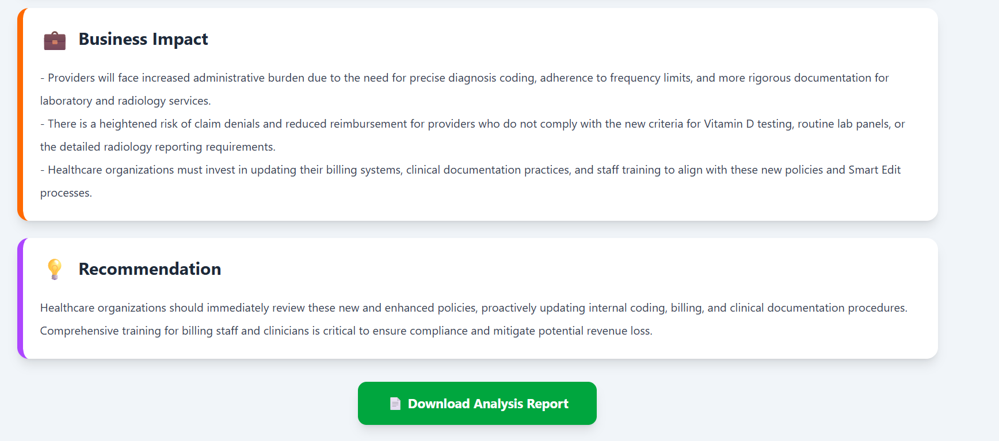 Business Impact
- Providers will face increased administrative burden due to the need for precise diagnosis coding, adherence to frequency limits, and more rigorous documentation for
laboratory and radiology services.
- There is a heightened risk of claim denials and reduced reimbursement for providers who do not comply with the new criteria for Vitamin D testing, routine lab panels, or
the detailed radiology reporting requirements.
- Healthcare organizations must invest in updating their billing systems, clinical documentation practices, and staff training to align with these new policies and Smart Edit
processes.
Recommendation
Healthcare organizations should immediately review these new and enhanced policies, proactively updating internal coding, billing, and clinical documentation procedures.
Comprehensive training for billing staff and clinicians is critical to ensure compliance and mitigate potential revenue loss.
Download Analysis Report